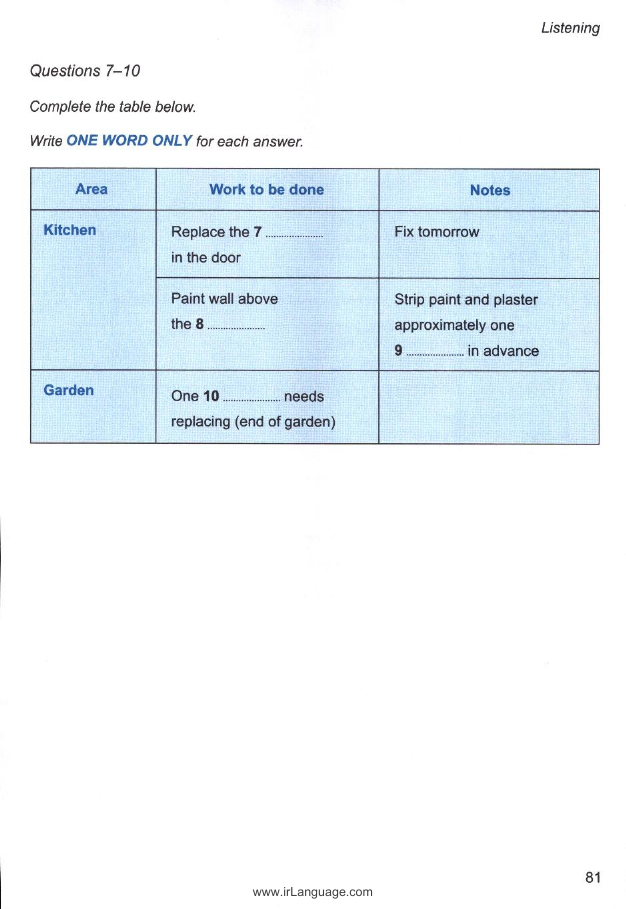 Listening
Questions 7–10
Complete the table below.
Write ONE WORD ONLY for each answer.
Area
Work to be done
Notes
Kitchen
Replace the 7 ....................
in the door
Fix tomorrow
Paint wall above
the 8 ....................
Strip paint and plaster
approximately one
9 .................... in advance
Garden
One 10 .................... needs
replacing (end of garden)
81
www.irLanguage.com